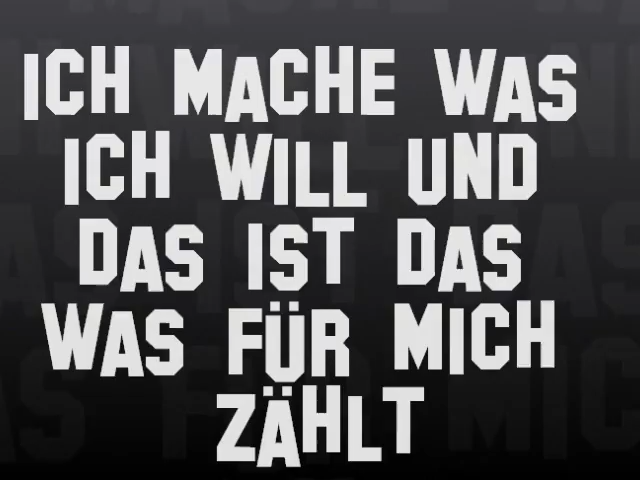 ICH MACHE WAS
ICH WILL UND
DAS IST DAS
WAS FÜR MICH
ZÄHLT